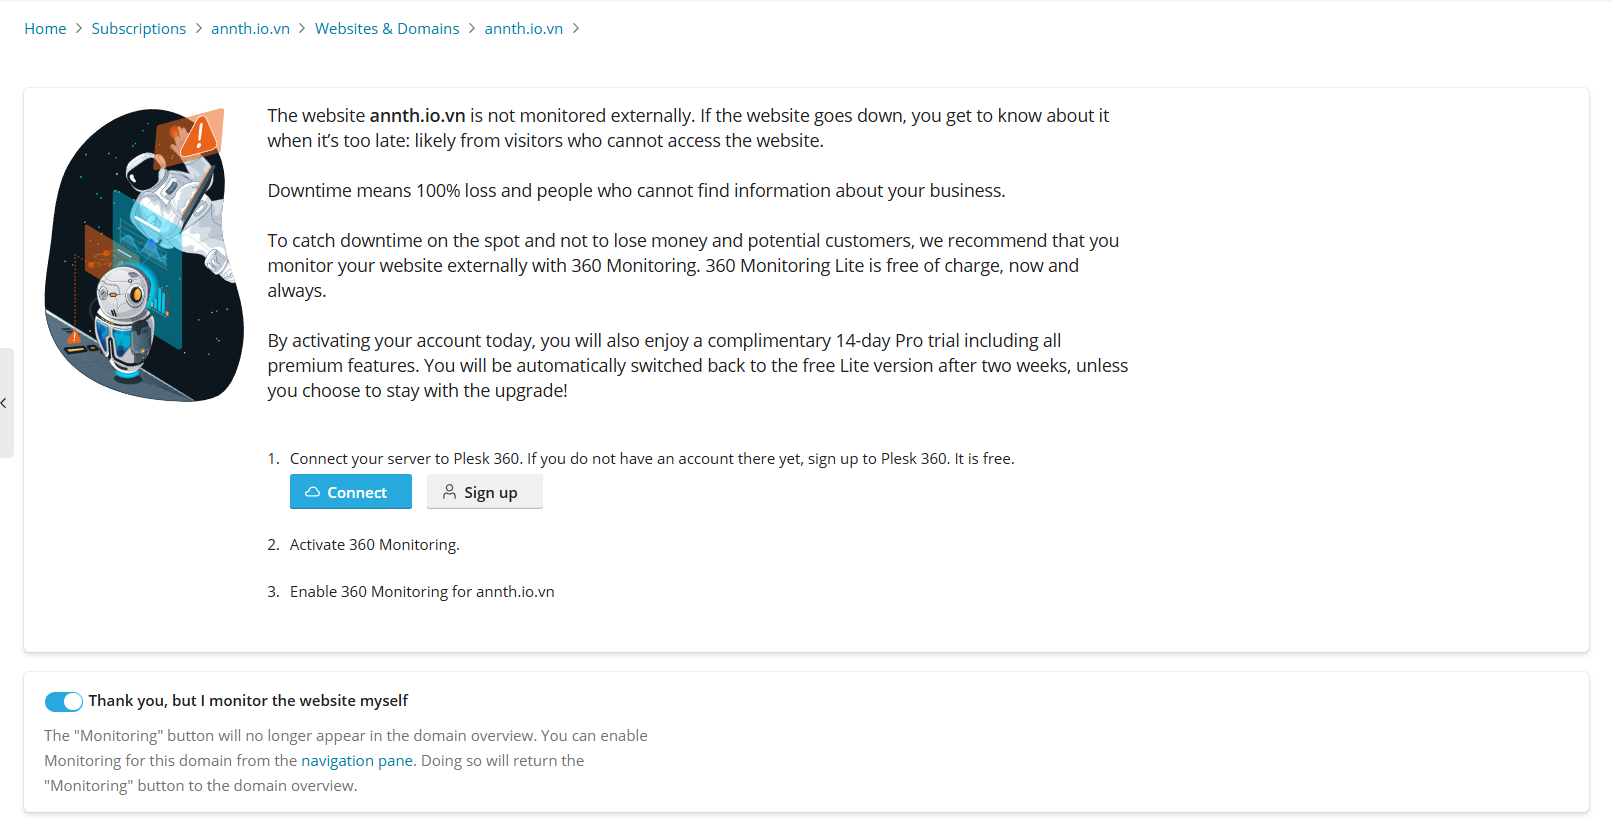 Home > Subscriptions > annth.io.vn > Websites & Domains > annth.io.vn >
The website annth.io.vn is not monitored externally. If the website goes down, you get to know about it
when it’s too late: likely from visitors who cannot access the website.
Downtime means 100% loss and people who cannot find information about your business.
To catch downtime on the spot and not to lose money and potential customers, we recommend that you
monitor your website externally with 360 Monitoring. 360 Monitoring Lite is free of charge, now and
always.
By activating your account today, you will also enjoy a complimentary 14-day Pro trial including all
premium features. You will be automatically switched back to the free Lite version after two weeks, unless
you choose to stay with the upgrade!
1. Connect your server to Plesk 360. If you do not have an account there yet, sign up to Plesk 360. It is free.
Connect Sign up
2. Activate 360 Monitoring.
3. Enable 360 Monitoring for annth.io.vn
Thank you, but I monitor the website myself
The "Monitoring" button will no longer appear in the domain overview. You can enable
Monitoring for this domain from the navigation pane. Doing so will return the
"Monitoring" button to the domain overview.